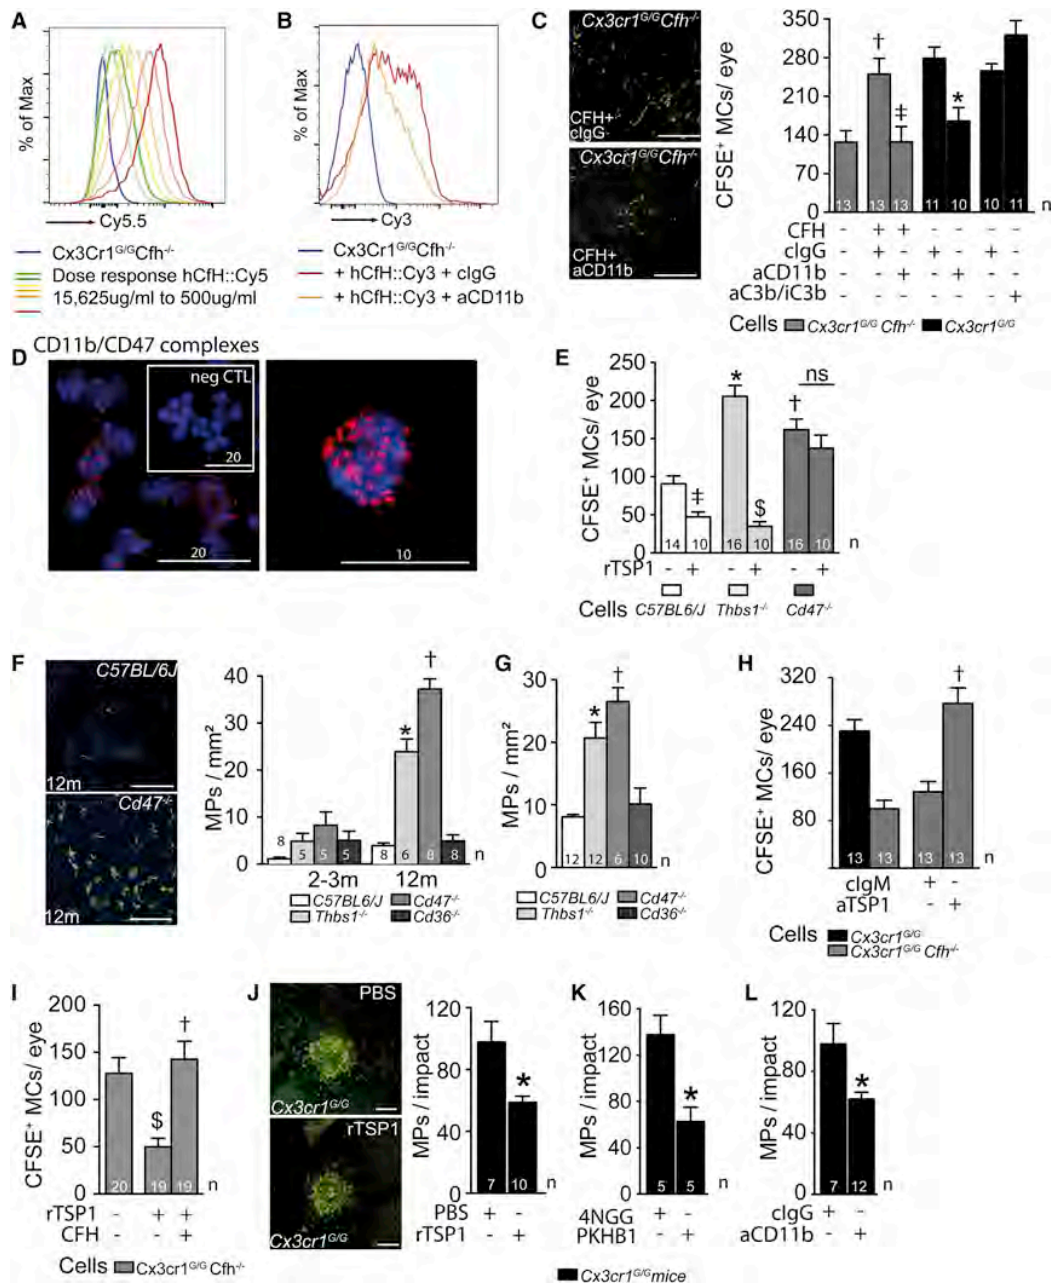 A
% of Max
Cy5.5
Cx3Cr1G/GCfh-/-
Dose response hCfH::Cy5
15,625ug/ml to 500ug/ml
B
% of Max
Cy3
Cx3Cr1G/GCfh-/-
+ hCfH::Cy3 + cIgG
+ hCfH::Cy3 + aCD11b
C
Cx3cr1G/GCfh-/-
CFH+
cIgG
Cx3cr1G/GCfh-/-
CFH+
aCD11b
CFSE+ MCs/ eye
350
280
210
140
70
0
† ‡ *
13 13 13 11 10 10 11 n
CFH - + + - - - -
cIgG - + - + - + -
aCD11b - - + - + - -
aC3b/iC3b - - - - - - +
Cells Cx3cr1G/G Cfh-/- Cx3cr1G/G
D
CD11b/CD47 complexes
neg CTL
20
20
10
E
CFSE+ MCs/ eye
250
200
150
100
50
0
‡ * $ † ns
14 10 16 10 16 10 n
rTSP1 - + - + - +
Cells C57BL6/J Thbs1-/- Cd47-/-
F
C57BL/6J
12m
Cd47-/-
12m
MPs / mm²
40
30
20
10
0
* †
8 5 5 5 8 6 8 8 n
2-3m 12m
C57BL6/J Cd47-/-
Thbs1-/- Cd36-/-
G
MPs / mm²
30
20
10
0
* †
12 12 6 10 n
C57BL6/J Cd47-/-
Thbs1-/- Cd36-/-
H
CFSE+ MCs/ eye
320
240
160
80
†
13 13 13 13 n
cIgM + -
aTSP1 - +
Cells Cx3cr1G/G
Cx3cr1G/G Cfh-/-
I
CFSE+ MCs/ eye
200
150
100
50
0
$ †
20 19 19 n
rTSP1 - + +
CFH - - +
Cells Cx3cr1G/G Cfh-/-
J
PBS
Cx3cr1G/G
rTSP1
Cx3cr1G/G
MPs / impact
120
80
40
0
*
7 10 n
PBS + -
rTSP1 - +
K
MPs / impact
160
120
80
40
0
*
5 5 n
4NGG + -
PKHB1 - +
L
MPs / impact
120
80
40
0
*
7 12 n
cIgG + -
aCD11b - +
Cx3cr1G/G mice